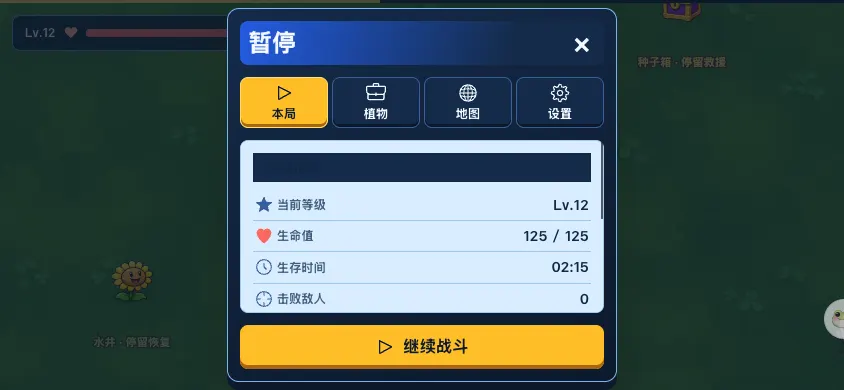 Lv.12
暂停
种子箱 · 停留救援
本局
植物
地图
设置
当前等级
Lv.12
生命值
125 / 125
生存时间
02:15
击败敌人
0
水井 · 停留恢复
继续战斗